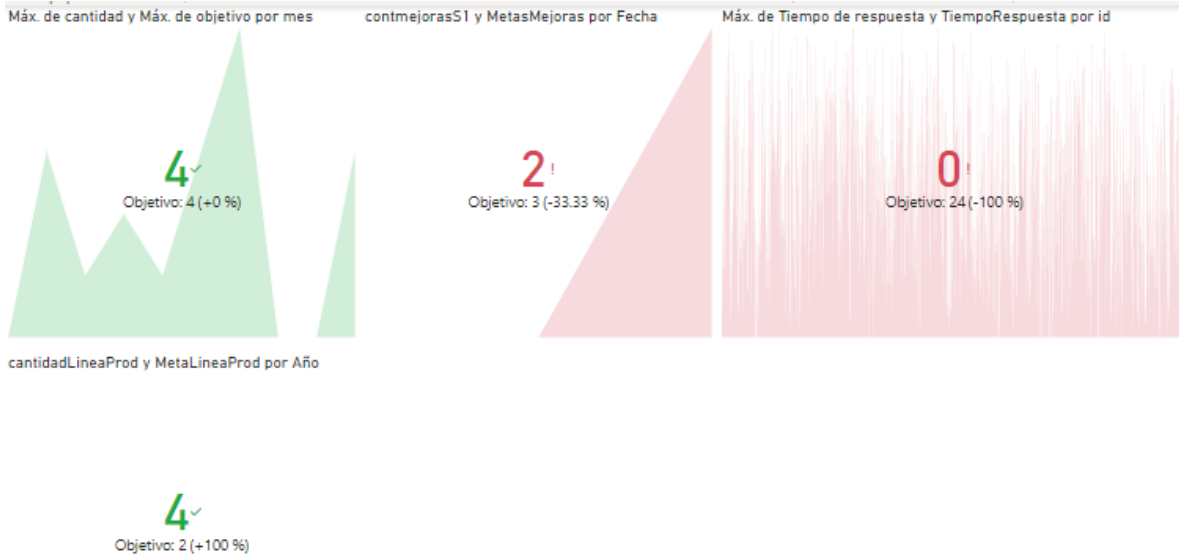 Máx. de cantidad y Máx. de objetivo por mes
4
Objetivo: 4 (+0 %)
contmejorasS1 y MetasMejoras por Fecha
2 !
Objetivo: 3 (-33.33 %)
Máx. de Tiempo de respuesta y TiempoRespuesta por id
0 !
Objetivo: 24 (-100 %)
cantidadLineaProd y MetaLineaProd por Año
4
Objetivo: 2 (+100 %)